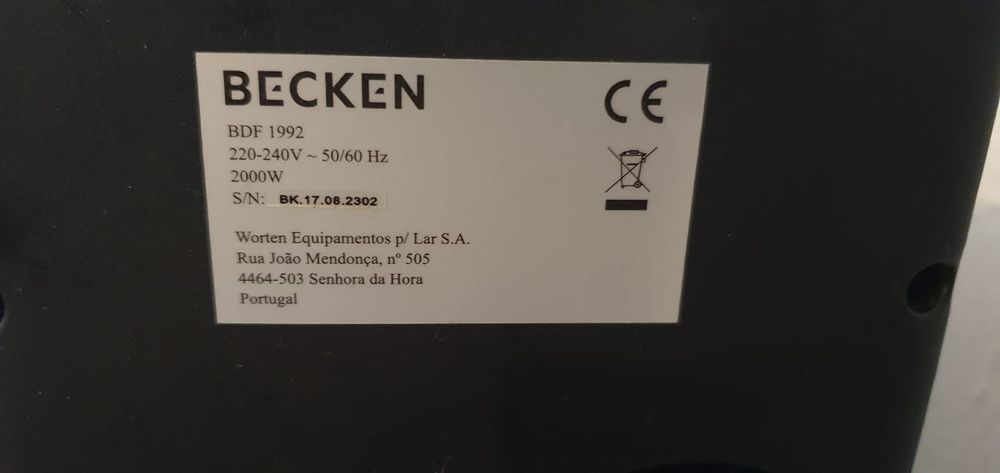 BECKEN
CE
BDF 1992
220-240V ~ 50/60 Hz
2000W
S/N: BK.17.08.2302
Worten Equipamentos p/ Lar S.A.
Rua João Mendonça, nº 505
4464-503 Senhora da Hora
Portugal